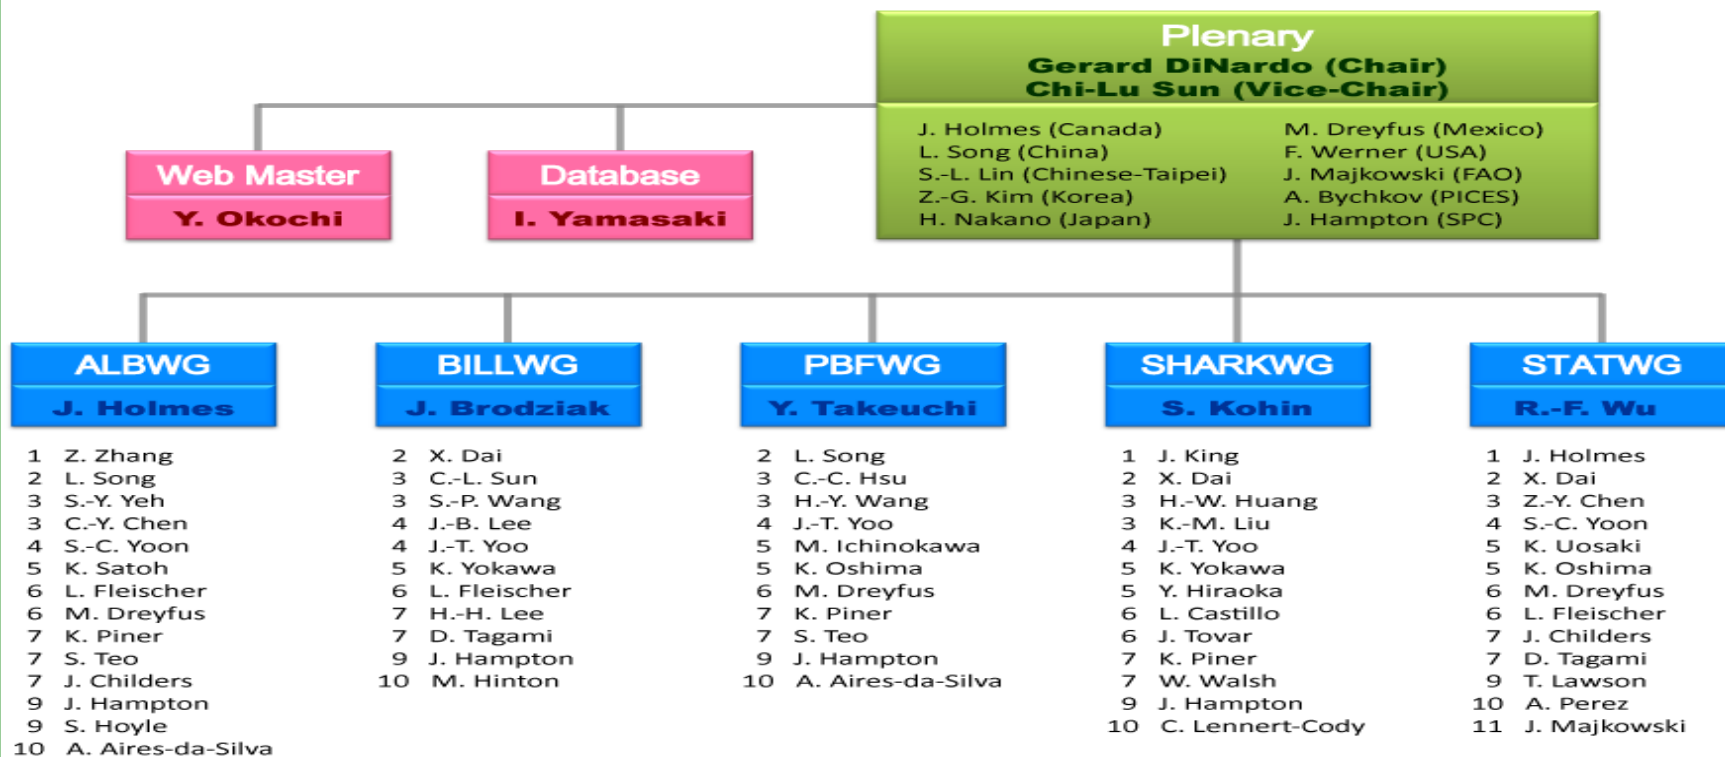 Plenary
Gerard DiNardo (Chair)
Chi-Lu Sun (Vice-Chair)
J. Holmes (Canada)
L. Song (China)
S.-L. Lin (Chinese-Taipei)
Z.-G. Kim (Korea)
H. Nakano (Japan)
M. Dreyfus (Mexico)
F. Werner (USA)
J. Majkowski (FAO)
A. Bychkov (PICES)
J. Hampton (SPC)
Web Master
Y. Okochi
Database
I. Yamasaki
ALBWG
J. Holmes
1 Z. Zhang
2 L. Song
3 S.-Y. Yeh
3 C.-Y. Chen
4 S.-C. Yoon
5 K. Satoh
6 L. Fleischer
6 M. Dreyfus
7 K. Piner
7 S. Teo
7 J. Childers
9 J. Hampton
9 S. Hoyle
10 A. Aires-da-Silva
BILLWG
J. Brodziak
2 X. Dai
3 C.-L. Sun
3 S.-P. Wang
4 J.-B. Lee
4 J.-T. Yoo
5 K. Yokawa
6 L. Fleischer
7 H.-H. Lee
7 D. Tagami
9 J. Hampton
10 M. Hinton
PBFWG
Y. Takeuchi
2 L. Song
3 C.-C. Hsu
3 H.-Y. Wang
4 J.-T. Yoo
5 M. Ichinokawa
5 K. Oshima
6 M. Dreyfus
7 K. Piner
7 S. Teo
9 J. Hampton
10 A. Aires-da-Silva
SHARKWG
S. Kohin
1 J. King
2 X. Dai
3 H.-W. Huang
3 K.-M. Liu
4 J.-T. Yoo
5 K. Yokawa
5 Y. Hiraoka
6 L. Castillo
6 J. Tovar
7 K. Piner
7 W. Walsh
9 J. Hampton
10 C. Lennert-Cody
STATWG
R.-F. Wu
1 J. Holmes
2 X. Dai
3 Z.-Y. Chen
4 S.-C. Yoon
5 K. Uosaki
5 K. Oshima
6 M. Dreyfus
6 L. Fleischer
7 J. Childers
7 D. Tagami
9 T. Lawson
10 A. Perez
11 J. Majkowski